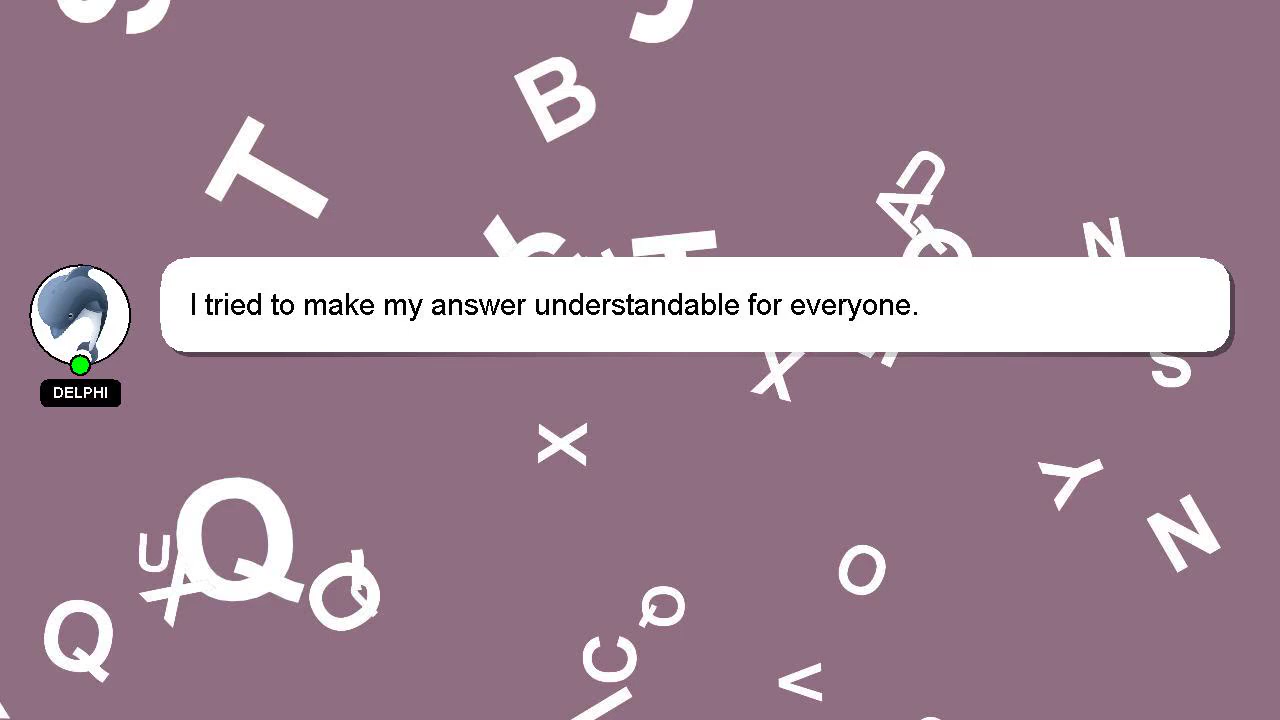 I tried to make my answer understandable for everyone.
DELPHI
T
B
U
A
Q
T
N
X
S
X
Y
N
Q
U
X
Q
O
Q
Q
C
V